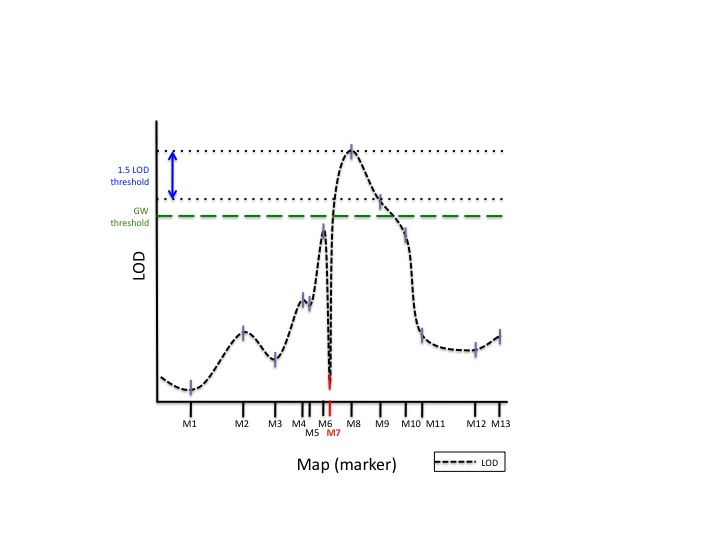 1.5 LOD
threshold
GW
threshold
LOD
M1 M2 M3 M4 M6 M8 M9 M10 M11 M12 M13
M5 M7
Map (marker)
LOD